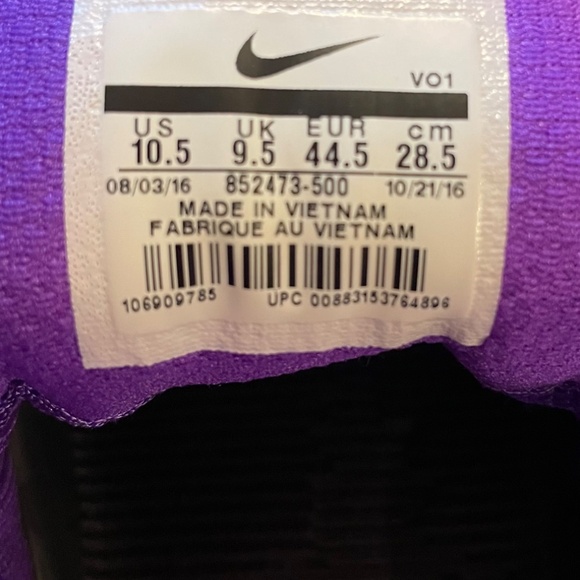 VO1
US UK EUR cm
10.5 9.5 44.5 28.5
08/03/16 852473-500 10/21/16
MADE IN VIETNAM
FABRIQUE AU VIETNAM
106909785 UPC 00883153764896